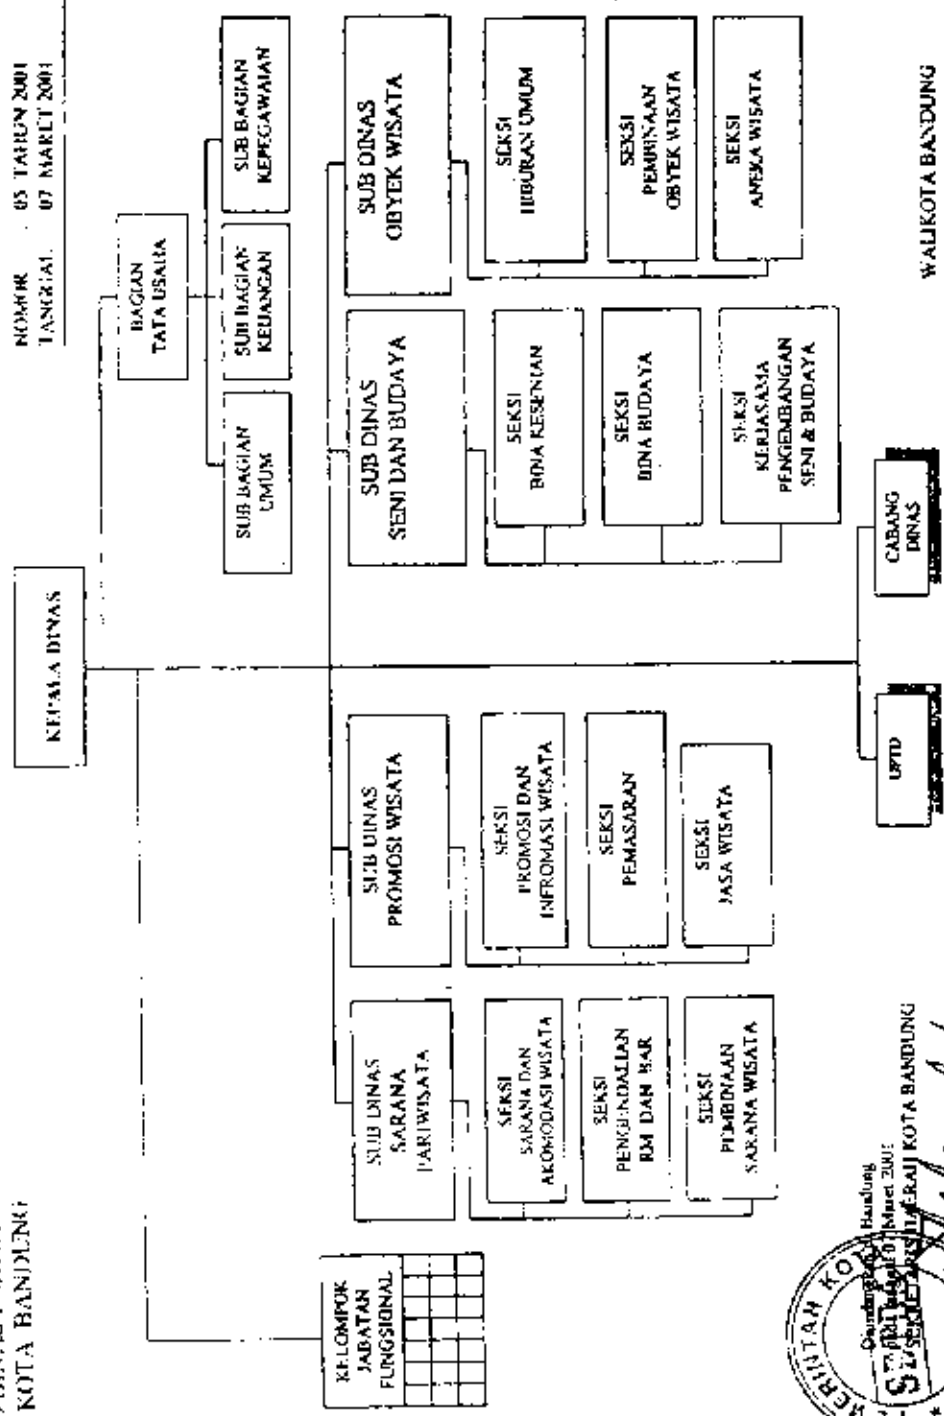 KOTA BANDUNG
NOMOR : 05 TAHUN 2001
TANGGAL 07 MARET 2001
KEPALA DINAS
BAGIAN
TATA USAHA
SUB BAGIAN
UMUM
SUB BAGIAN
KEUANGAN
SUB BAGIAN
KEPEGAWAIAN
KELOMPOK
JABATAN
FUNGSIONAL
SUB DINAS
SARANA
PARIWISATA
SEKSI
SARANA DAN
AKOMODASI WISATA
SEKSI
PENGENDALIAN
RM DAN BAR
SEKSI
PEMBINAAN
SARANA WISATA
SUB DINAS
PROMOSI WISATA
SEKSI
PROMOSI DAN
INFROMASI WISATA
SEKSI
PEMASARAN
SEKSI
JASA WISATA
SUB DINAS
SENI DAN BUDAYA
SEKSI
BINA KESENIAN
SEKSI
BINA BUDAYA
SEKSI
KERJASAMA
PENGEMBANGAN
SENI & BUDAYA
SUB DINAS
OBYEK WISATA
SEKSI
HIBURAN UMUM
SEKSI
PEMBINAAN
OBYEK WISATA
SEKSI
ANEKA WISATA
UPTD
CABANG
DINAS
Diundangkan di Bandung
07 Maret 2001
SEKRETARIS DAERAH KOTA BANDUNG
WALIKOTA BANDUNG